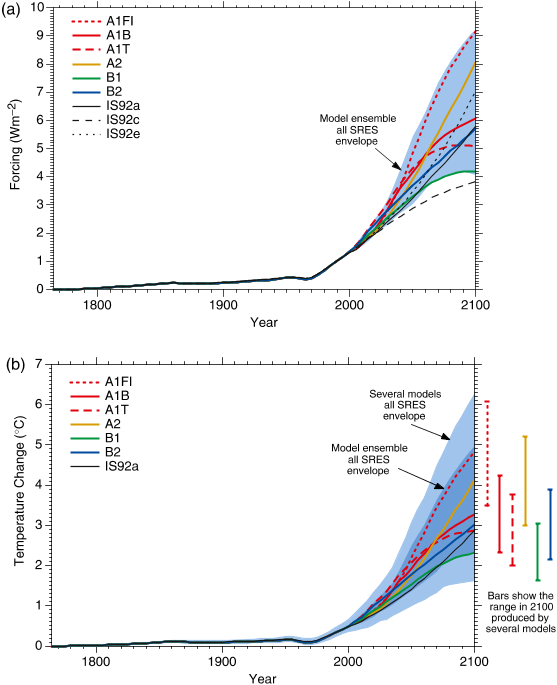 (a)
10
9
8
7
6
5
4
3
2
1
0
Forcing (Wm−2)
A1FI
A1B
A1T
A2
B1
B2
IS92a
IS92c
IS92e
Model ensemble
all SRES
envelope
1800
1900
2000
2100
Year
(b)
7
6
5
4
3
2
1
0
Temperature Change (°C)
A1FI
A1B
A1T
A2
B1
B2
IS92a
Several models
all SRES
envelope
Model ensemble
all SRES
envelope
Bars show the
range in 2100
produced by
several models
1800
1900
2000
2100
Year